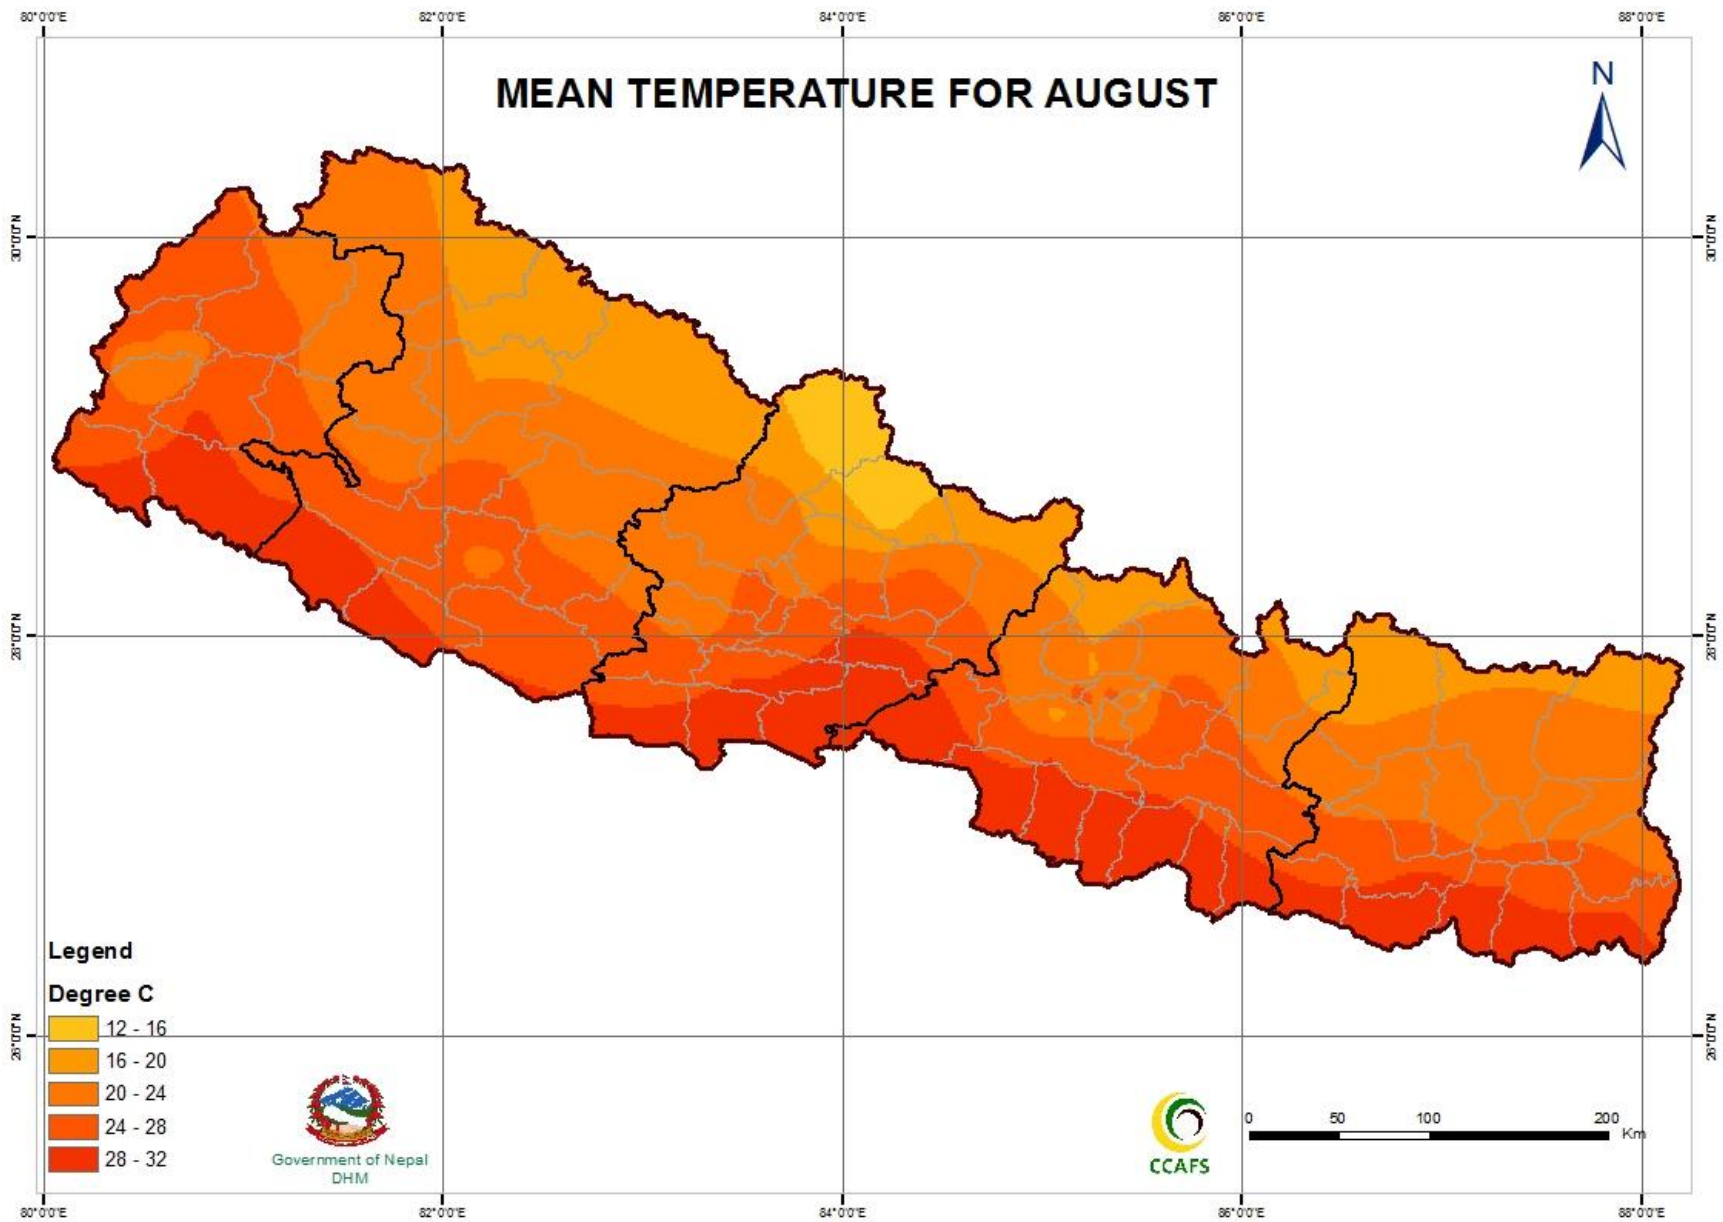 80°0'0"E 82°0'0"E 84°0'0"E 86°0'0"E 88°0'0"E
MEAN TEMPERATURE FOR AUGUST
N
30°0'0"N 30°0'0"N
28°0'0"N 28°0'0"N
26°0'0"N 26°0'0"N
Legend
Degree C
12 - 16
16 - 20
20 - 24
24 - 28
28 - 32
Government of Nepal
DHM
CCAFS
0 50 100 200
Km
80°0'0"E 82°0'0"E 84°0'0"E 86°0'0"E 88°0'0"E